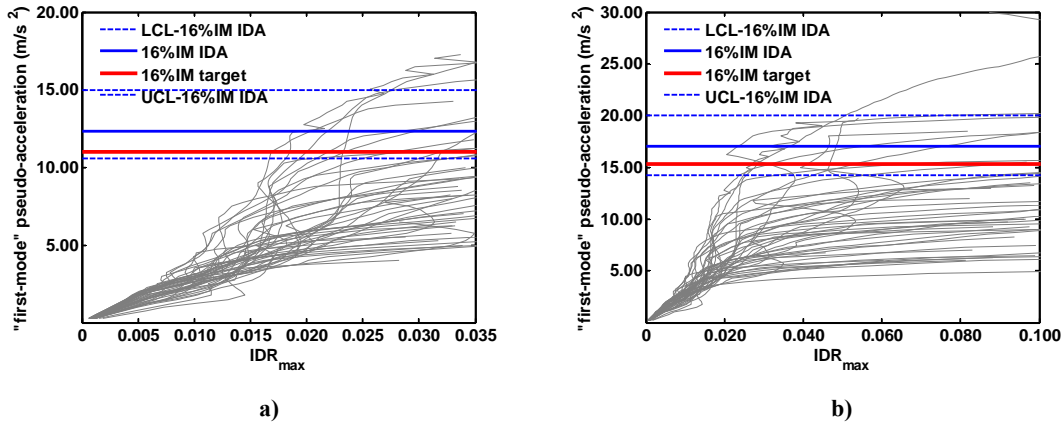 "first-mode" pseudo-acceleration (m/s²)
LCL-16%IM IDA
16%IM IDA
16%IM target
UCL-16%IM IDA
15.00
10.00
5.00
0
0.005
0.010
0.015
0.020
0.025
0.030
0.035
IDRmax
a)
"first-mode" pseudo-acceleration (m/s²)
30.00
LCL-16%IM IDA
16%IM IDA
16%IM target
UCL-16%IM IDA
25.00
20.00
15.00
10.00
5.00
0
0.020
0.040
0.060
0.080
0.100
IDRmax
b)